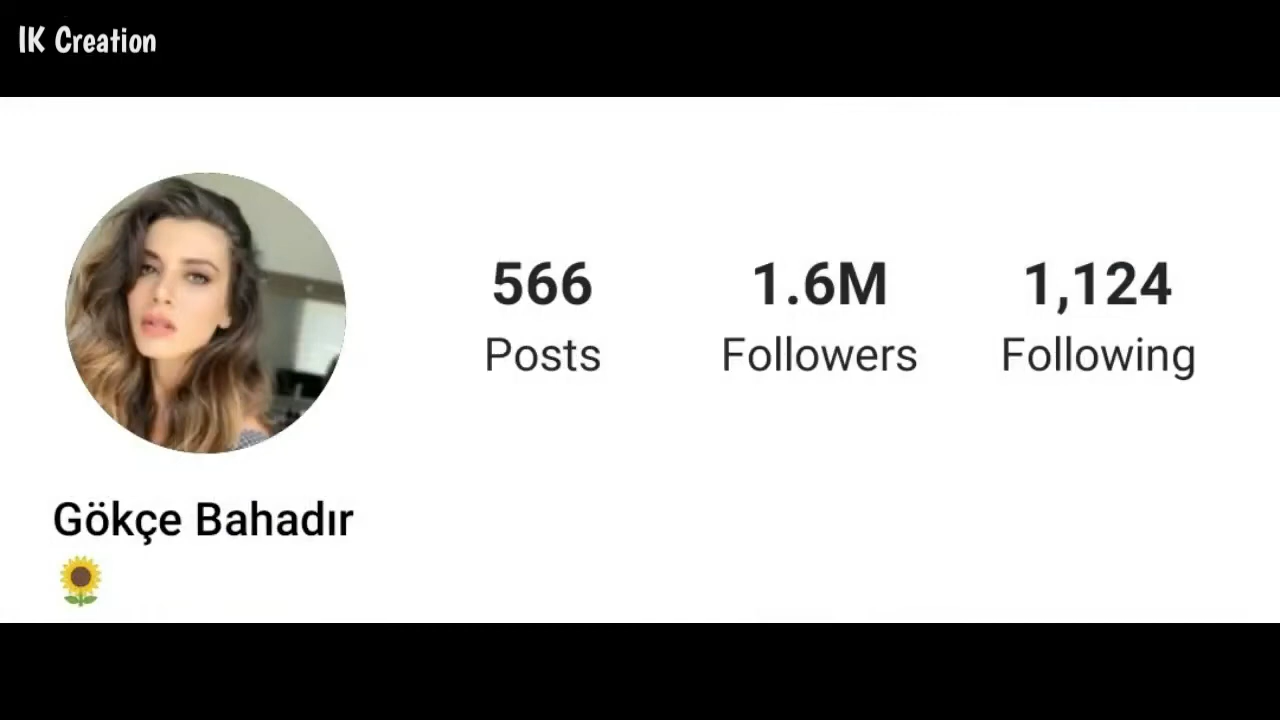 IK Creation
566 1.6M 1,124
Posts Followers Following
Gökçe Bahadır
🌻